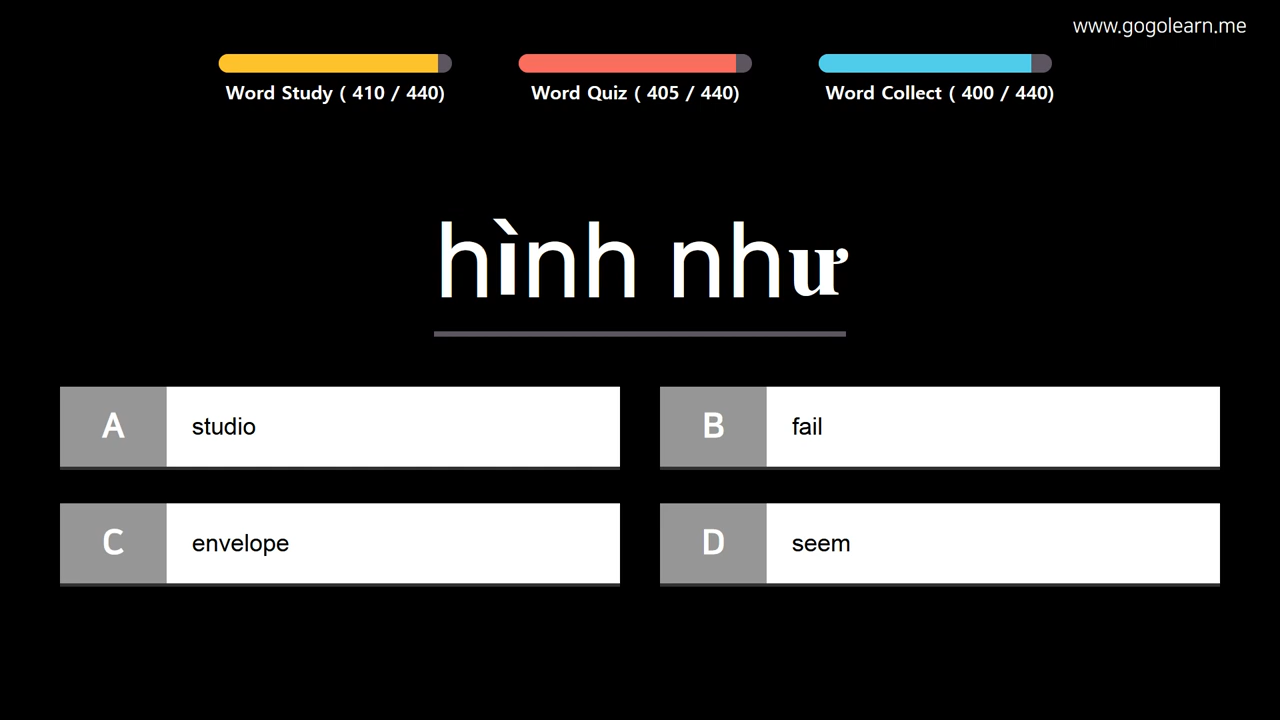 www.gogolearn.me
Word Study ( 410 / 440)
Word Quiz ( 405 / 440)
Word Collect ( 400 / 440)
hình như
A studio
B fail
C envelope
D seem